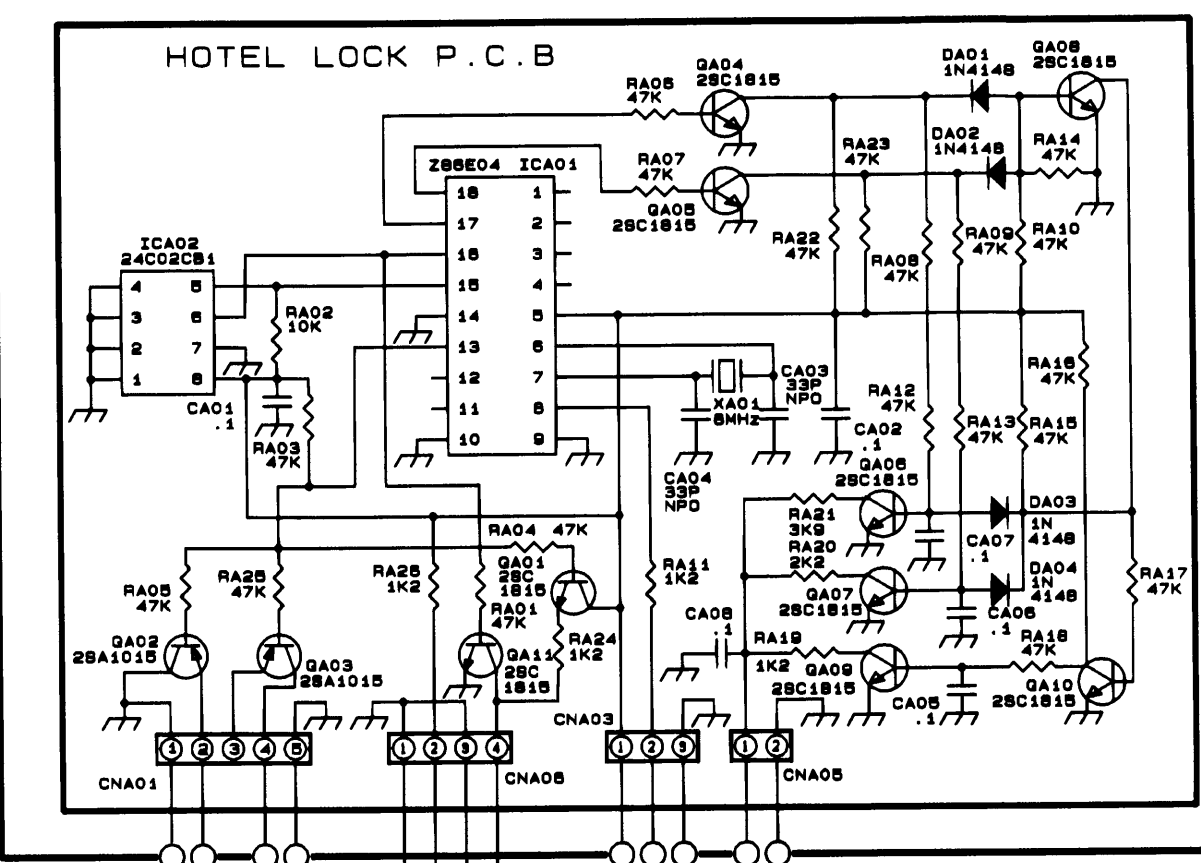 HOTEL LOCK P.C.B
QA04
2SC1815
DA01
1N4148
QA08
2SC1815
RA06
47K
DA02
1N4148
RA14
47K
RA23
47K
Z86E04 ICA01
RA07
47K
18 1
17 2
16 3
15 4
14 5
13 6
12 7
11 8
10 9
QA05
2SC1815
RA22
47K
RA08
47K
RA09
47K
RA10
47K
ICA02
24C02CB1
4 5
3 6
2 7
1 8
RA02
10K
CA01
.1
RA03
47K
XA01
8MHz
CA03
33P
NPO
CA04
33P
NPO
CA02
.1
RA16
47K
RA12
47K
RA13
47K
RA15
47K
QA06
2SC1815
RA21
3K9
RA20
2K2
DA03
1N
4148
CA07
.1
DA04
1N
4148
RA04 47K
QA01
2SC
1815
RA05
47K
RA25
47K
RA26
1K2
RA01
47K
RA11
1K2
QA07
2SC1815
CA06
.1
RA17
47K
CA08
.1
RA19
1K2
QA09
2SC1815
RA18
47K
QA02
2SA1015
QA03
2SA1015
QA11
2SC
1815
RA24
1K2
CA05
.1
QA10
2SC1815
CNA03
1 2 3 4 5
1 2 3 4
1 2 3
1 2
CNA01
CNA06
CNA05